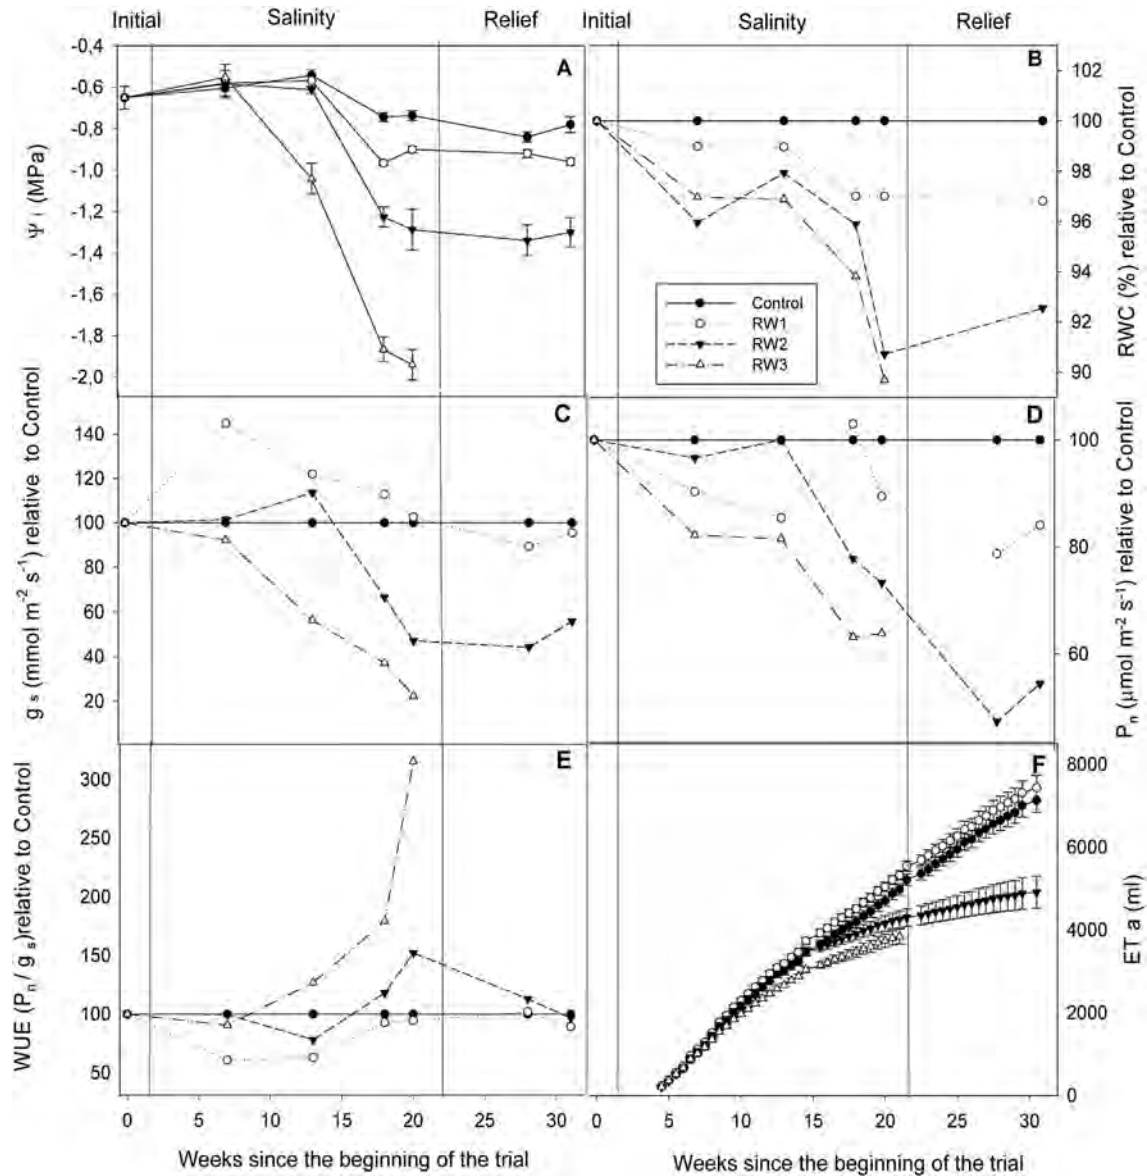 Initial Salinity Relief Initial Salinity Relief
A
-0,4
-0,6
-0,8
-1,0
-1,2
-1,4
-1,6
-1,8
-2,0
Ψ l (MPa)
B
102
100
98
96
94
92
90
RWC (%) relative to Control
Control
RW1
RW2
RW3
C
140
120
100
80
60
40
20
g s (mmol m⁻² s⁻¹) relative to Control
D
100
80
60
Pn (μmol m⁻² s⁻¹) relative to Control
E
300
250
200
150
100
50
WUE (Pn / g s)relative to Control
0 5 10 15 20 25 30
Weeks since the beginning of the trial
F
8000
6000
4000
2000
0
ET a (ml)
0 5 10 15 20 25 30
Weeks since the beginning of the trial